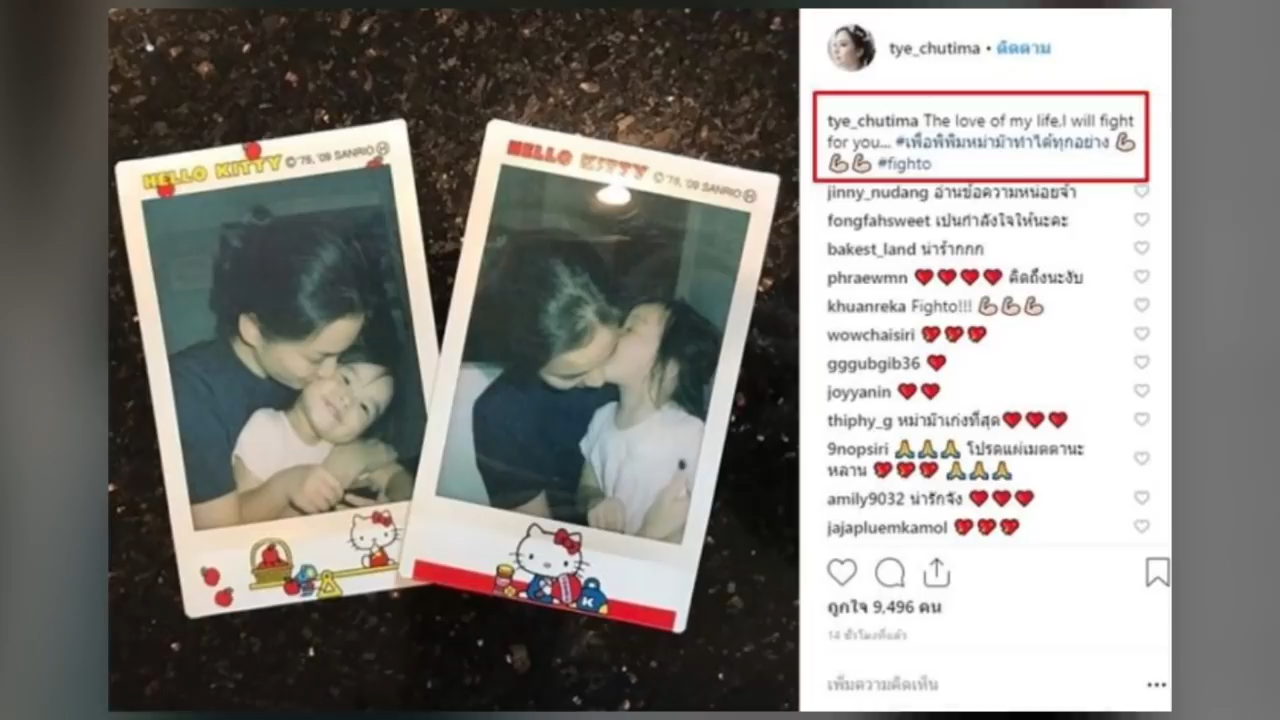 HELLO KITTY ©'76, '09 SANRIO
HELLO KITTY ©'76, '09 SANRIO
K
tye_chutima • ติดตาม
tye_chutima The love of my life,I will fight
for you... #เพื่อพิพิมหม่าม๊าทำได้ทุกอย่าง 💪
💪💪 #fighto
jinny_nudang อ่านข้อความหน่อยจ้า
fongfahsweet เปนกำลังใจให้นะคะ
bakest_land น่าร้ากกก
phraewmn ❤❤❤❤ คิดถึงนะงับ
khuanreka Fighto!!! 💪💪💪
wowchaisiri 💖💖💖
gggubgib36 ❤
joyyanin ❤❤
thiphy_g หม่าม๊าเก่งที่สุด❤❤❤
9nopsiri 🙏🙏🙏 โปรดแผ่เมตตานะ
หลาน ❤❤❤ 🙏🙏🙏
amily9032 น่ารักจัง ❤❤❤
jajapluemkamol 💖💖💖
ถูกใจ 9,496 คน
14 ชั่วโมงที่แล้ว
เพิ่มความคิดเห็น